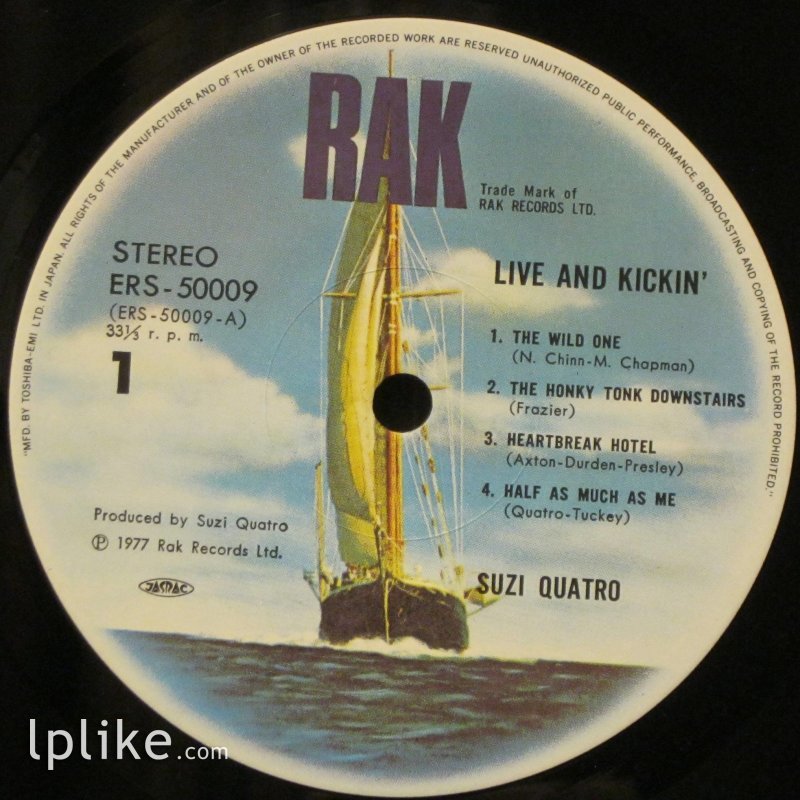 "MFD. BY TOSHIBA-EMI LTD. IN JAPAN. ALL RIGHTS OF THE MANUFACTURER AND OF THE OWNER OF THE RECORDED WORK ARE RESERVED UNAUTHORIZED PUBLIC PERFORMANCE, BROADCASTING AND COPYING OF THE RECORD PROHIBITED."
RAK
Trade Mark of
RAK RECORDS LTD.
STEREO
ERS-50009
(ERS-50009-A)
33⅓ r. p. m.
1
LIVE AND KICKIN'
1. THE WILD ONE
(N. Chinn-M. Chapman)
2. THE HONKY TONK DOWNSTAIRS
(Frazier)
3. HEARTBREAK HOTEL
(Axton-Durden-Presley)
4. HALF AS MUCH AS ME
(Quatro-Tuckey)
Produced by Suzi Quatro
Ⓟ 1977 Rak Records Ltd.
JASRAC
SUZI QUATRO
lplike.com